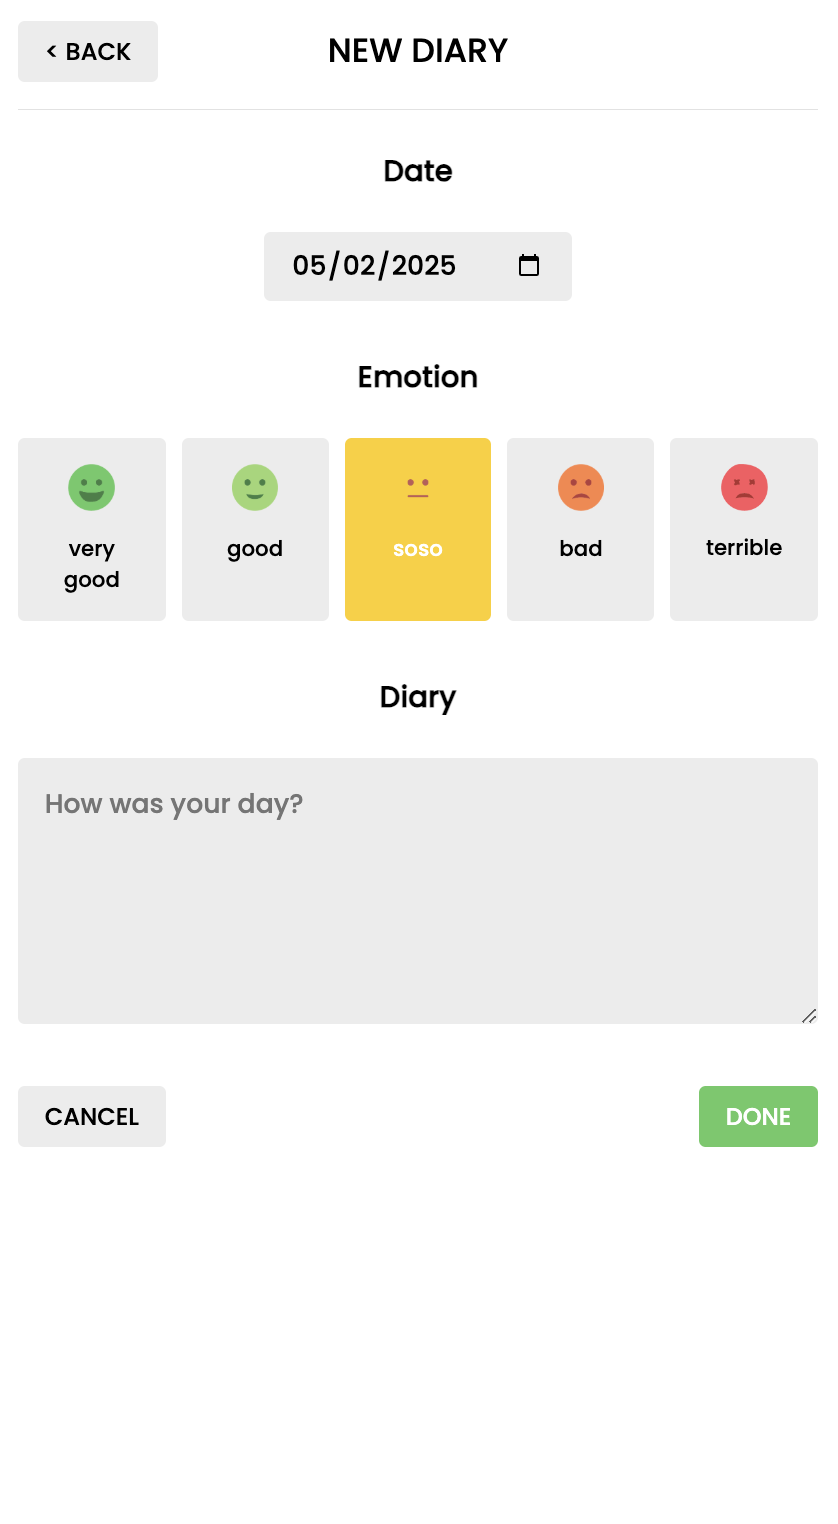 < BACK
NEW DIARY
Date
05/02/2025
Emotion
very
good
good
soso
bad
terrible
Diary
How was your day?
CANCEL
DONE